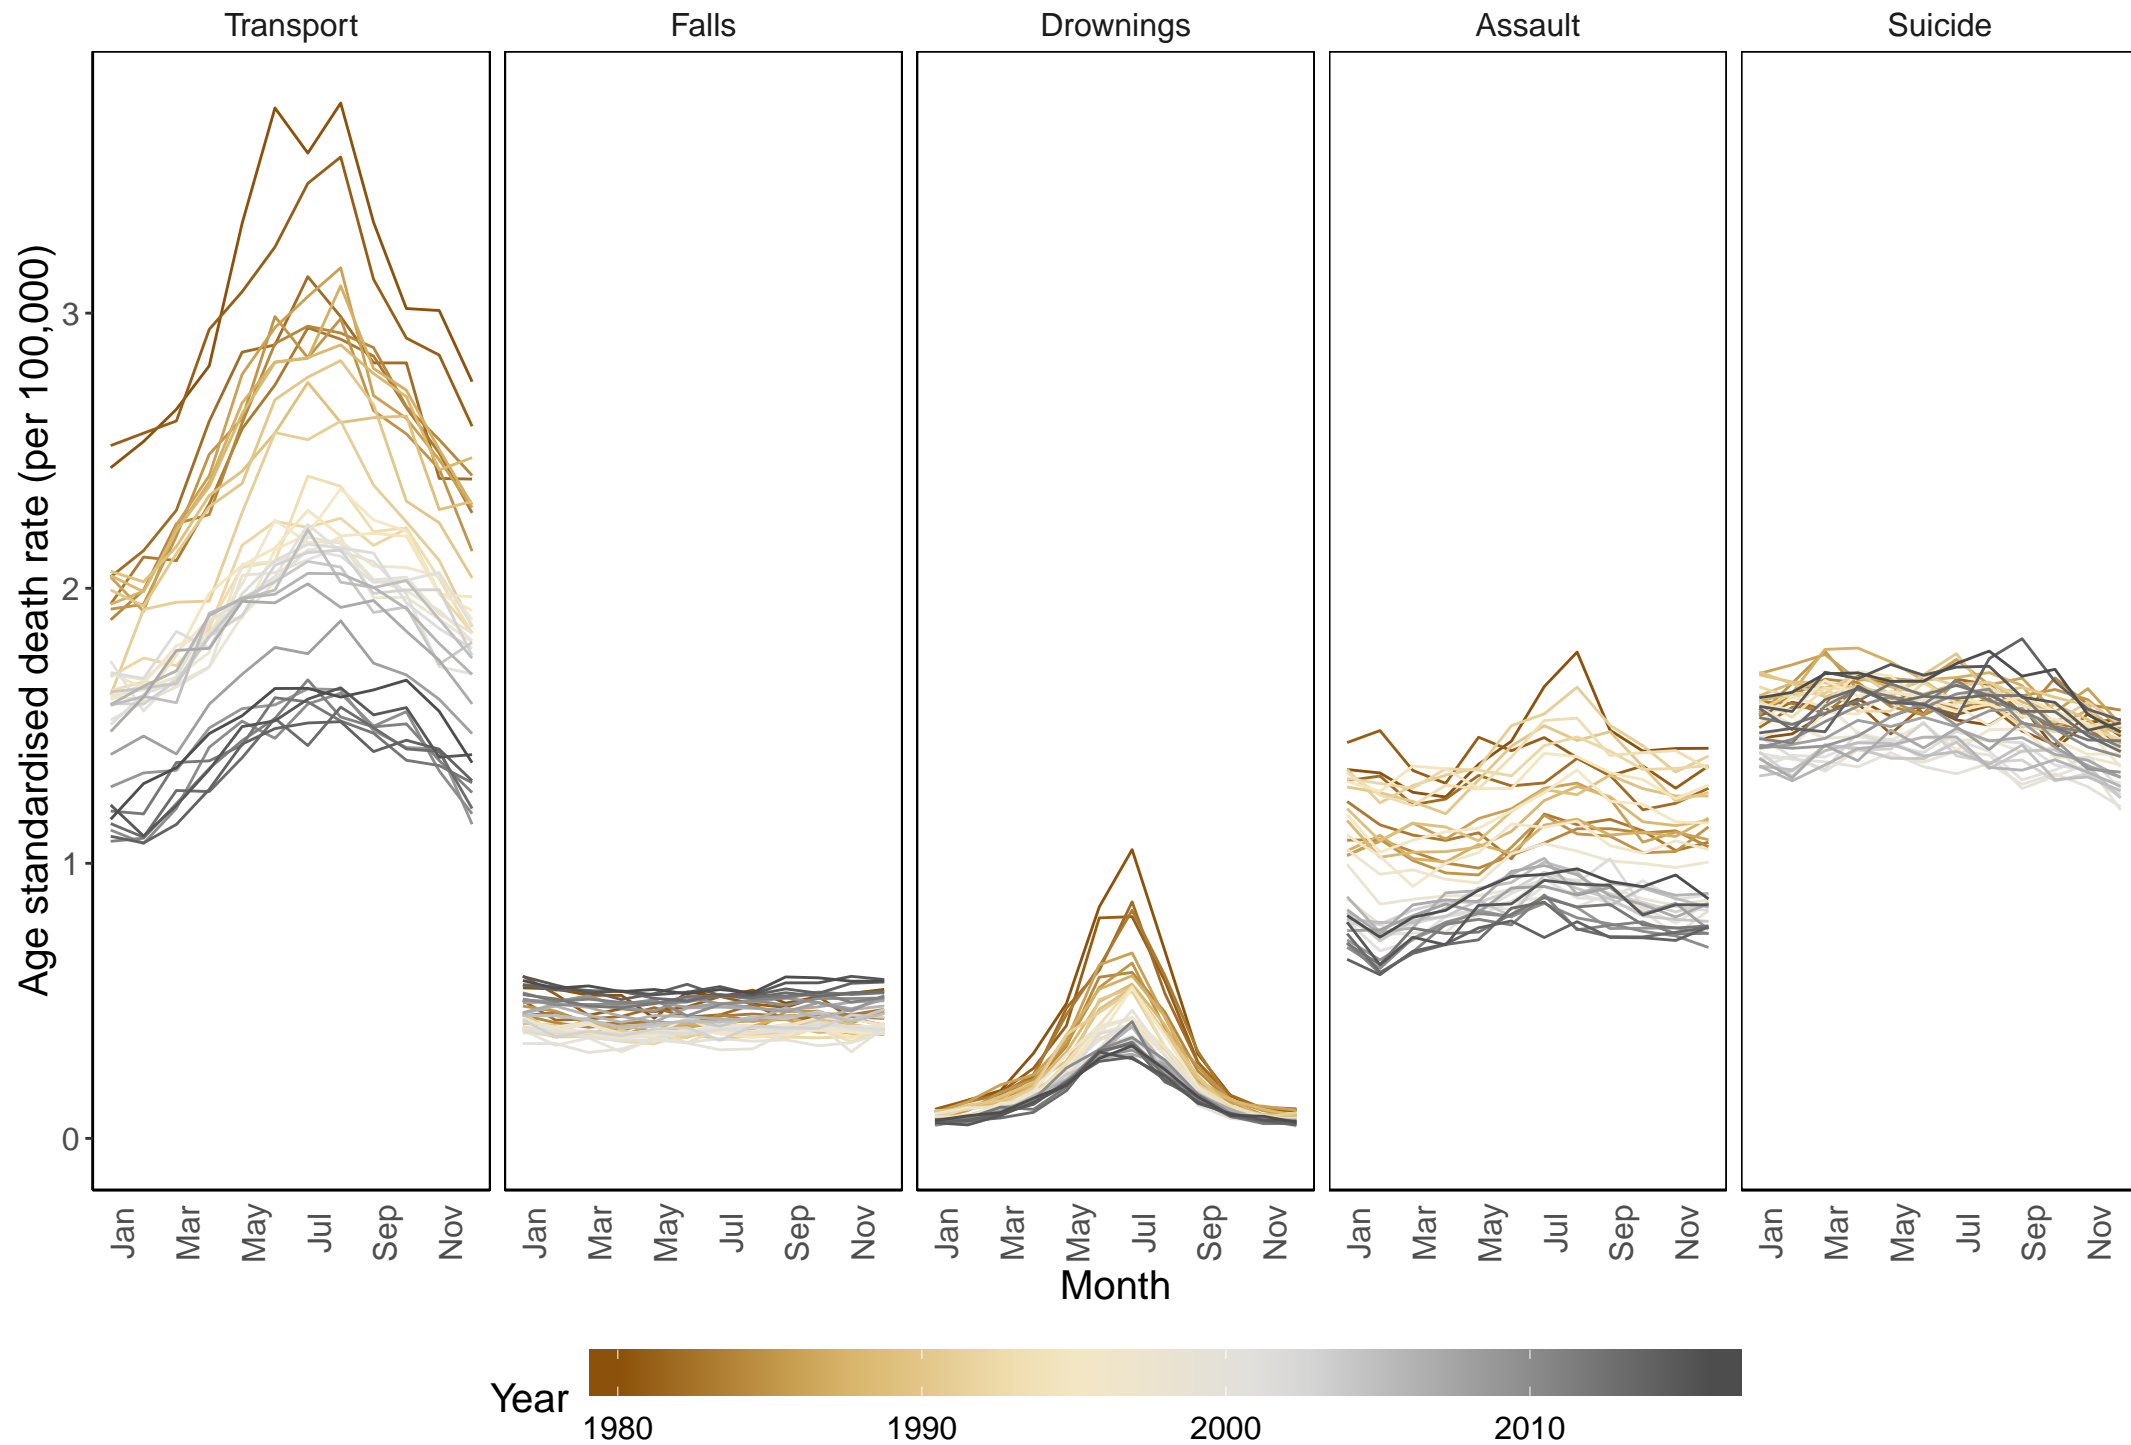 Transport Falls Drownings Assault Suicide
Age standardised death rate (per 100,000)
3
2
1
0
Jan Mar May Jul Sep Nov Jan Mar May Jul Sep Nov Jan Mar May Jul Sep Nov Jan Mar May Jul Sep Nov Jan Mar May Jul Sep Nov
Month
Year
1980 1990 2000 2010